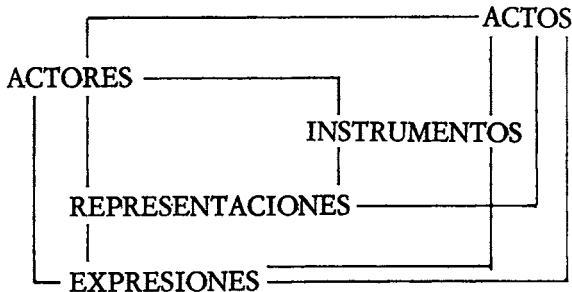 ACTOS
ACTORES
INSTRUMENTOS
REPRESENTACIONES
EXPRESIONES